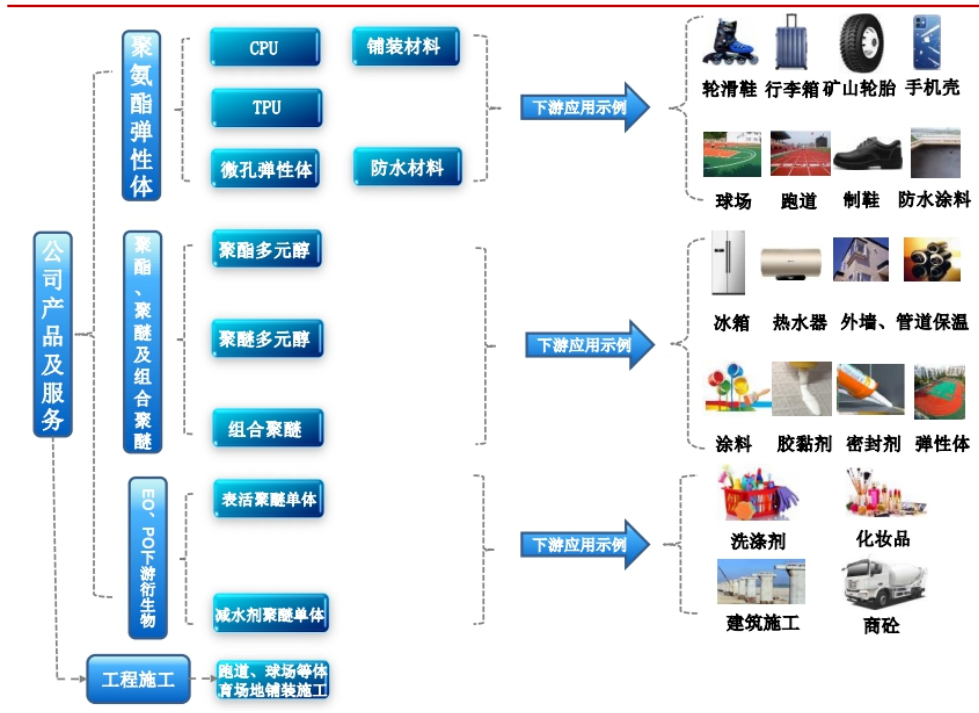 公司产品及服务
聚氨酯弹性体
CPU
铺装材料
TPU
微孔弹性体
防水材料
下游应用示例
轮滑鞋 行李箱 矿山轮胎 手机壳
球场 跑道 制鞋 防水涂料
聚酯、聚醚及组合聚醚
聚酯多元醇
聚醚多元醇
组合聚醚
下游应用示例
冰箱 热水器 外墙、管道保温
涂料 胶黏剂 密封剂 弹性体
EO、PO下游衍生物
表活聚醚单体
减水剂聚醚单体
下游应用示例
洗涤剂 化妆品
建筑施工 商砼
工程施工
跑道、球场等体
育场地铺装施工